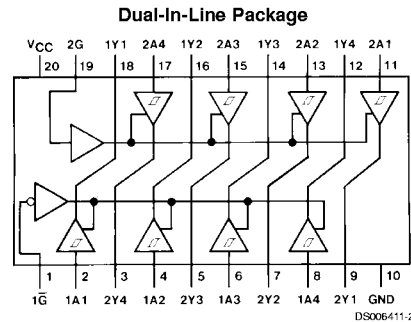 Dual-In-Line Package
VCC 2G 1Y1 2A4 1Y2 2A3 1Y3 2A2 1Y4 2A1
20 19 18 17 16 15 14 13 12 11
1 2 3 4 5 6 7 8 9 10
1G̅ 1A1 2Y4 1A2 2Y3 1A3 2Y2 1A4 2Y1 GND
DS006411-2